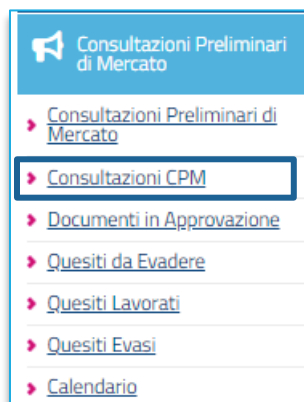 Consultazioni Preliminari
di Mercato
Consultazioni Preliminari di
Mercato
Consultazioni CPM
Documenti in Approvazione
Quesiti da Evadere
Quesiti Lavorati
Quesiti Evasi
Calendario